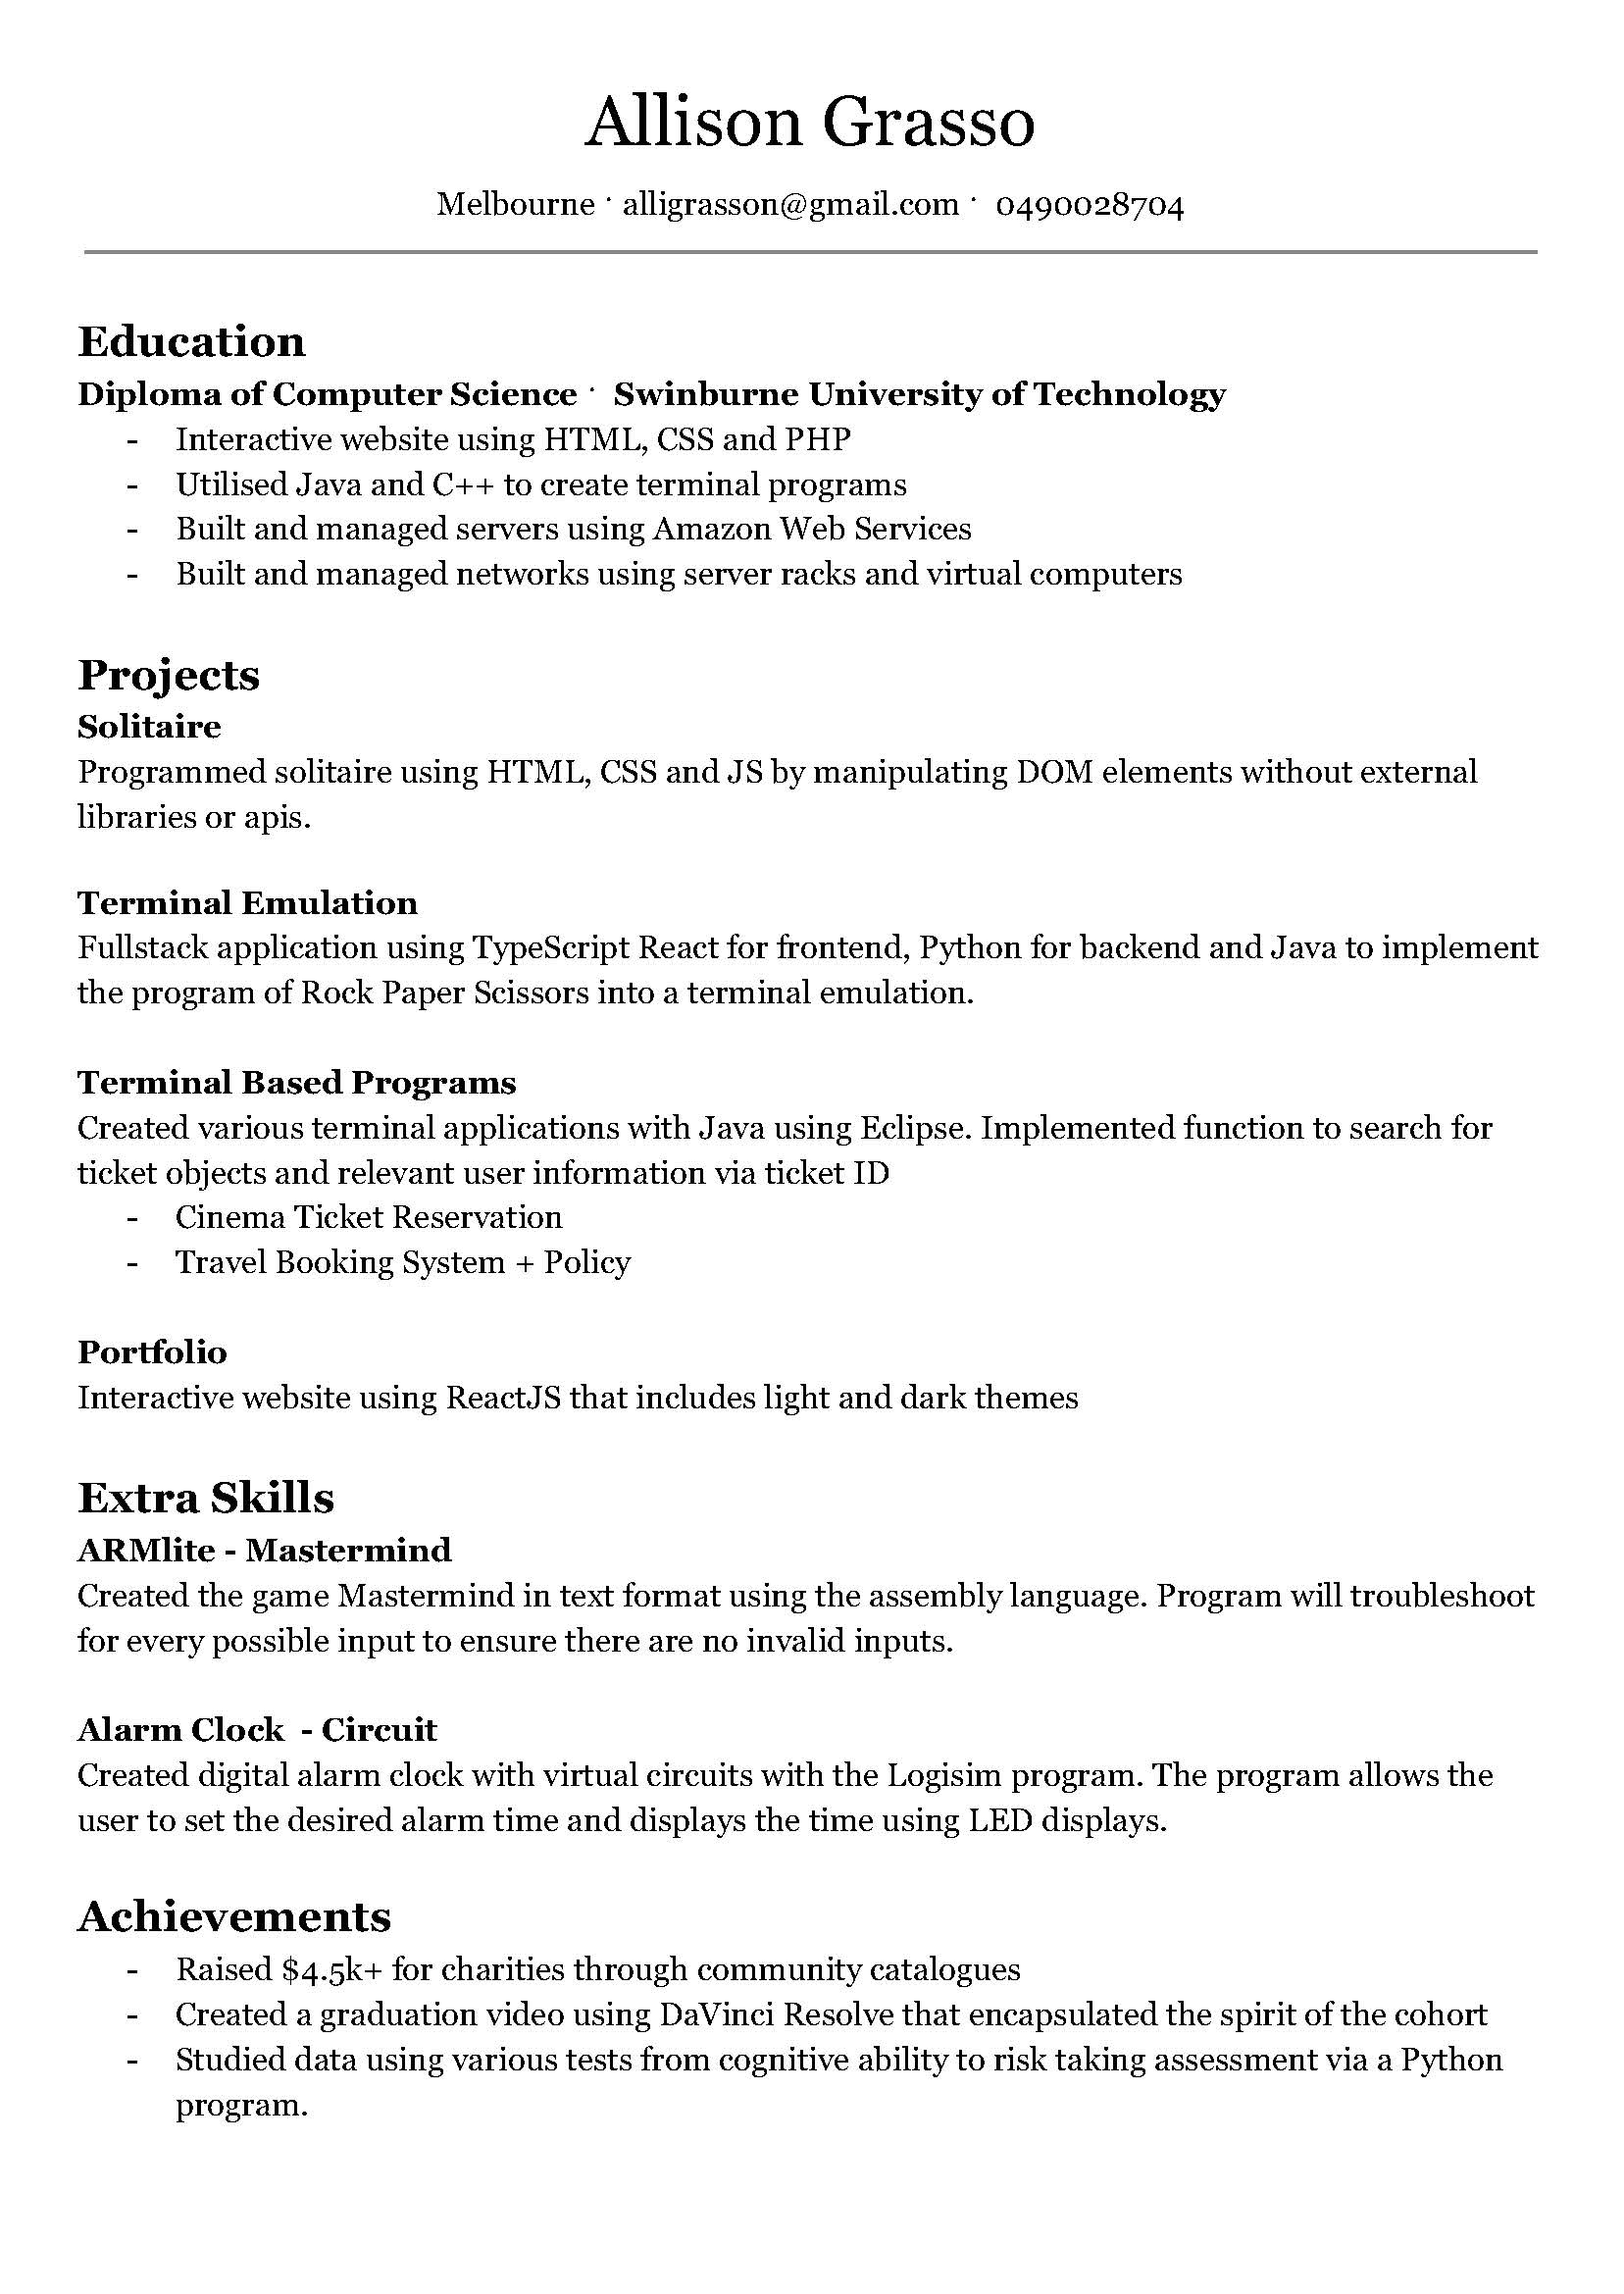 Allison Grasso
Melbourne · alligrasson@gmail.com · 0490028704
Education
Diploma of Computer Science · Swinburne University of Technology
- Interactive website using HTML, CSS and PHP
- Utilised Java and C++ to create terminal programs
- Built and managed servers using Amazon Web Services
- Built and managed networks using server racks and virtual computers
Projects
Solitaire
Programmed solitaire using HTML, CSS and JS by manipulating DOM elements without external
libraries or apis.
Terminal Emulation
Fullstack application using TypeScript React for frontend, Python for backend and Java to implement
the program of Rock Paper Scissors into a terminal emulation.
Terminal Based Programs
Created various terminal applications with Java using Eclipse. Implemented function to search for
ticket objects and relevant user information via ticket ID
- Cinema Ticket Reservation
- Travel Booking System + Policy
Portfolio
Interactive website using ReactJS that includes light and dark themes
Extra Skills
ARMlite - Mastermind
Created the game Mastermind in text format using the assembly language. Program will troubleshoot
for every possible input to ensure there are no invalid inputs.
Alarm Clock - Circuit
Created digital alarm clock with virtual circuits with the Logisim program. The program allows the
user to set the desired alarm time and displays the time using LED displays.
Achievements
- Raised $4.5k+ for charities through community catalogues
- Created a graduation video using DaVinci Resolve that encapsulated the spirit of the cohort
- Studied data using various tests from cognitive ability to risk taking assessment via a Python
program.